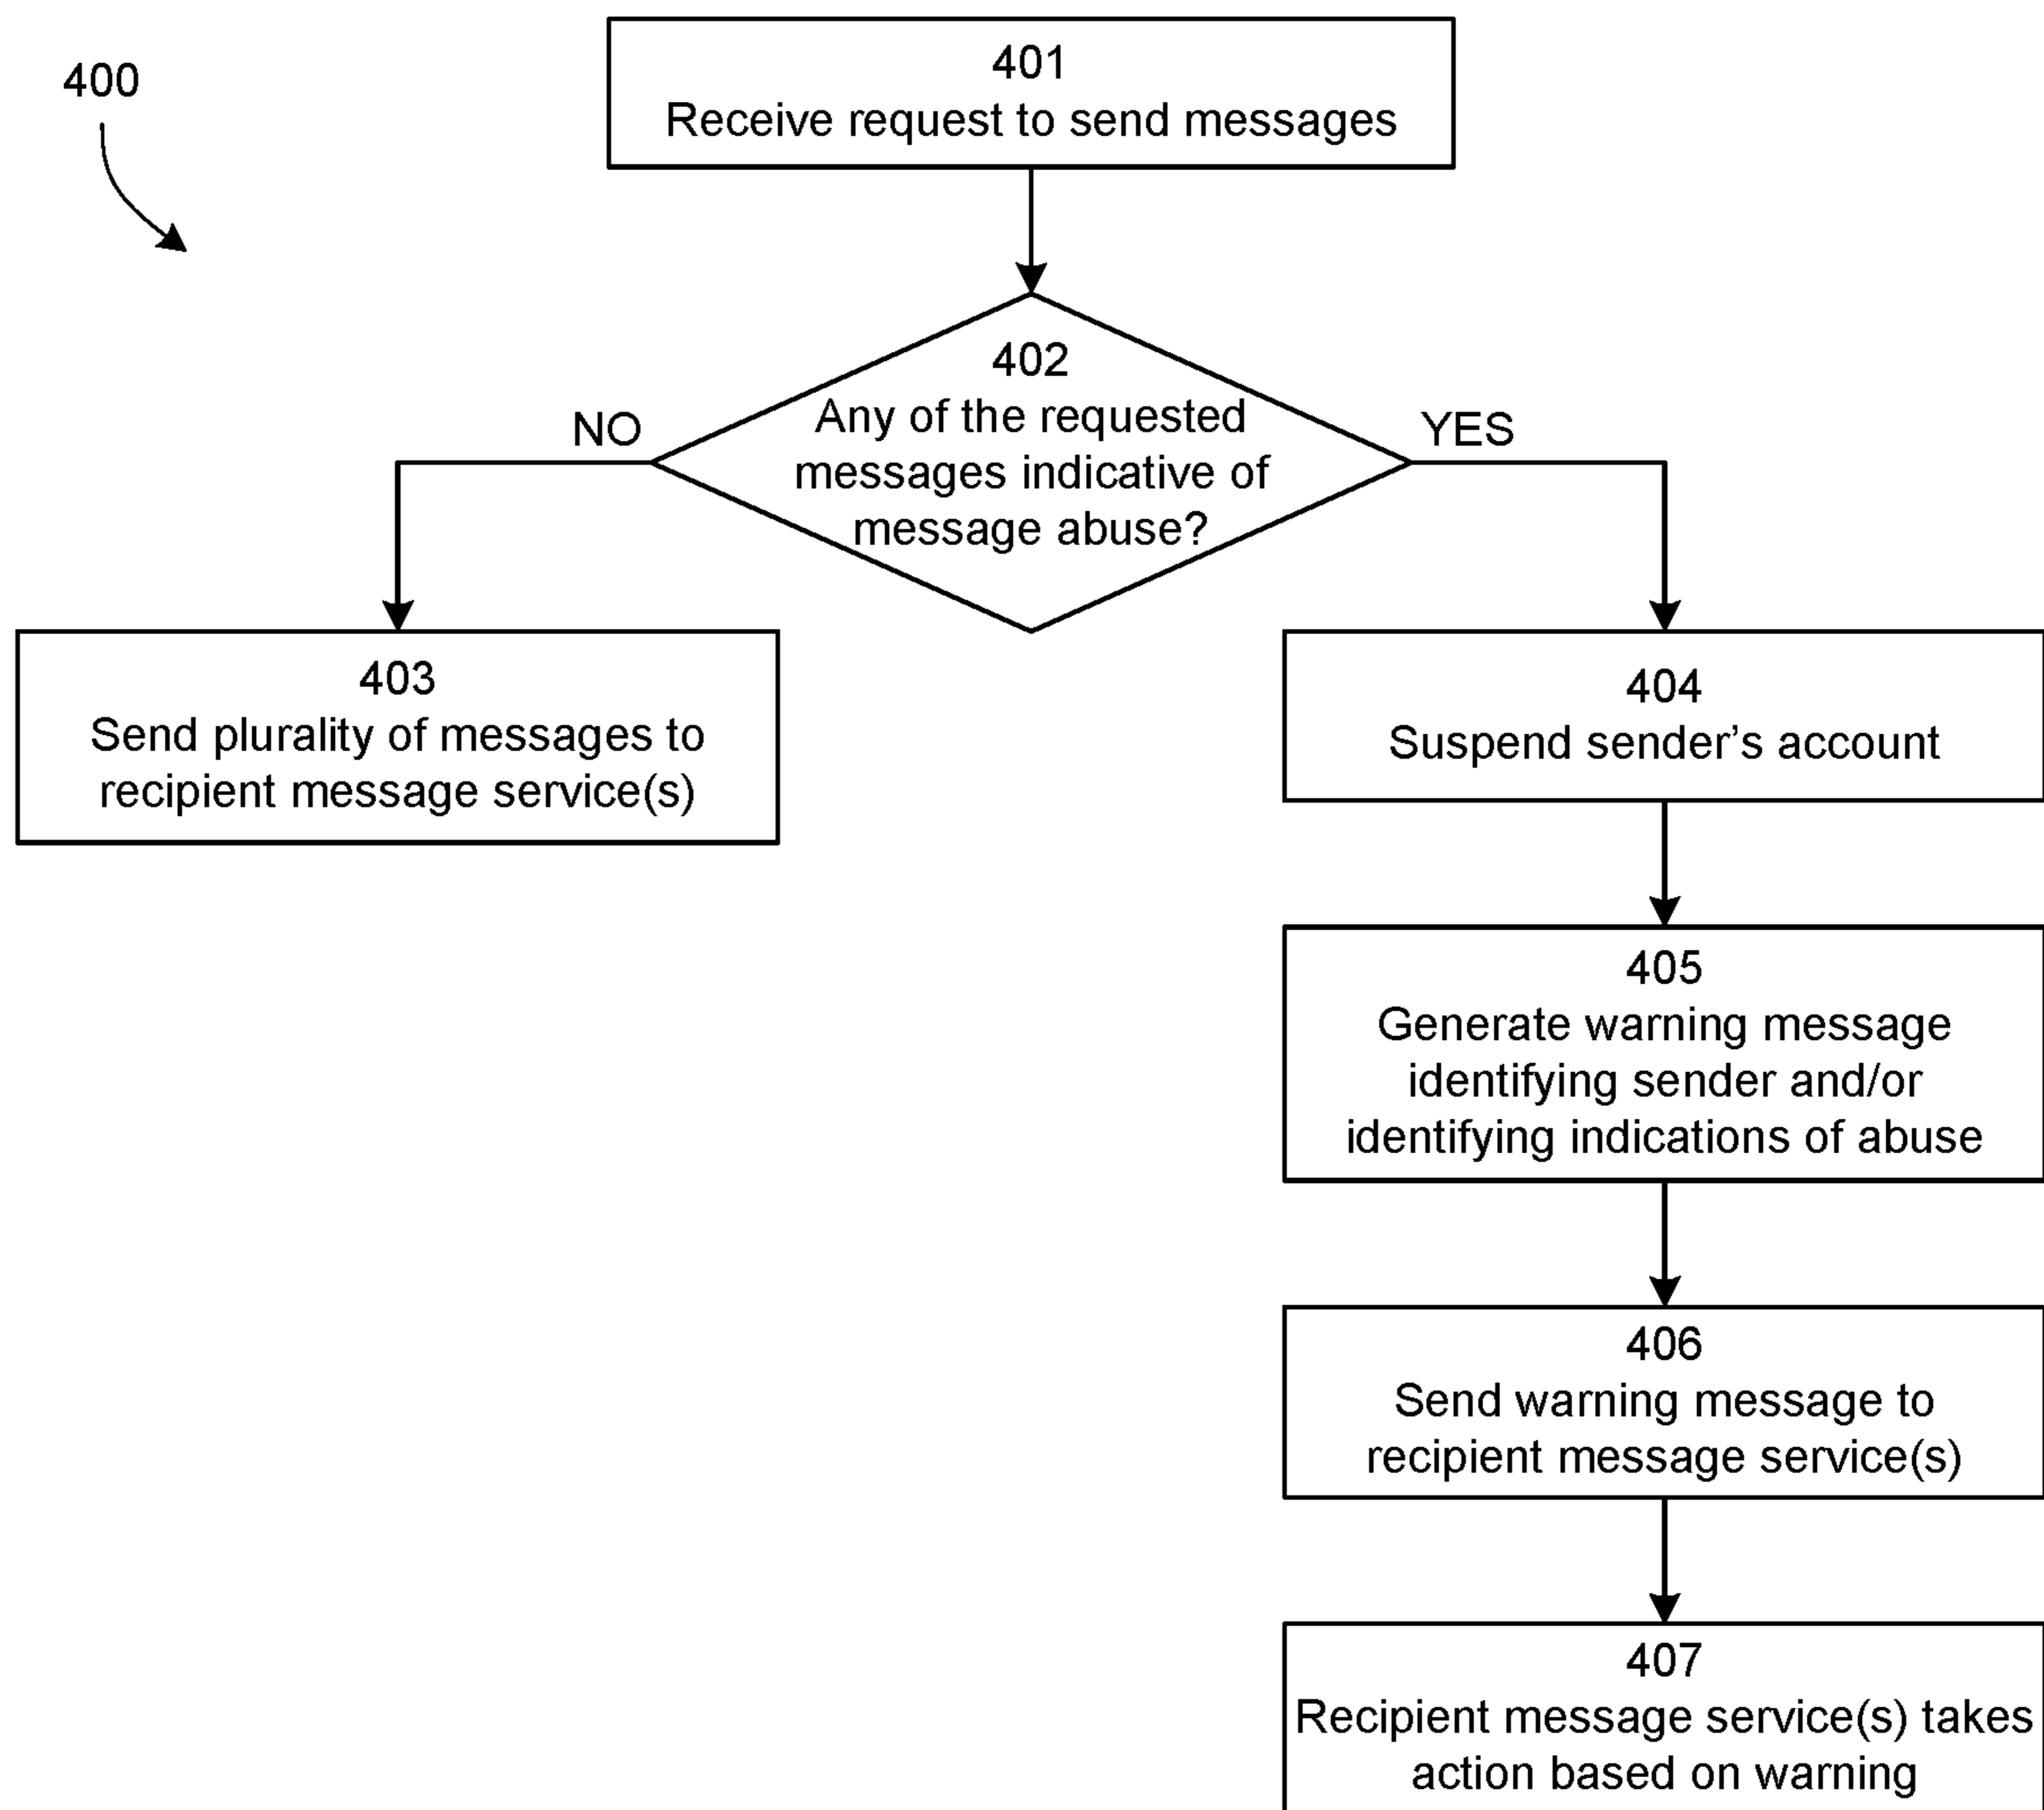 400
401
Receive request to send messages
402
Any of the requested
messages indicative of
message abuse?
NO
YES
403
Send plurality of messages to
recipient message service(s)
404
Suspend sender’s account
405
Generate warning message
identifying sender and/or
identifying indications of abuse
406
Send warning message to
recipient message service(s)
407
Recipient message service(s) takes
action based on warning